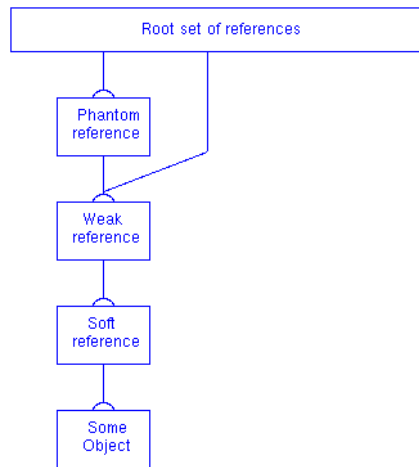 Root set of references
Phantom
reference
Weak
reference
Soft
reference
Some
Object